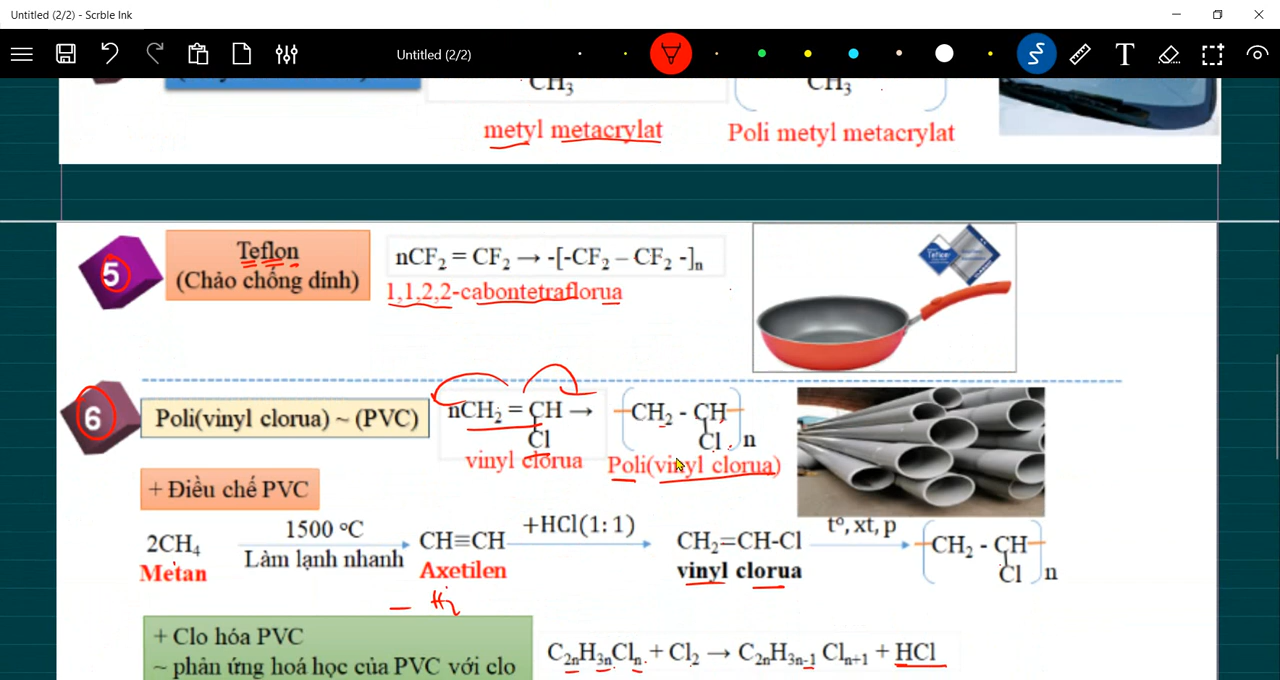 Untitled (2/2) - Scrble Ink
Untitled (2/2)
T
CH₃
CH₃
metyl metacrylat
Poli metyl metacrylat
5
Teflon
(Chảo chống dính)
nCF₂ = CF₂ → -[-CF₂ – CF₂ -]ₙ
1,1,2,2-cabontetraflorua
Teflon
6
Poli(vinyl clorua) ~ (PVC)
nCH₂ = CH →
Cl
CH₂ - CH
Cl n
vinyl clorua
Poli(vinyl clorua)
+ Điều chế PVC
2CH₄
1500 °C
Làm lạnh nhanh
CH≡CH
+HCl(1:1)
CH₂=CH-Cl
t°, xt, p
CH₂ - CH
Cl n
Metan
Axetilen
vinyl clorua
– H₂
+ Clo hóa PVC
~ phản ứng hoá học của PVC với clo
C₂ₙH₃ₙClₙ + Cl₂ → C₂ₙH₃ₙ₋₁ Clₙ₊₁ + HCl